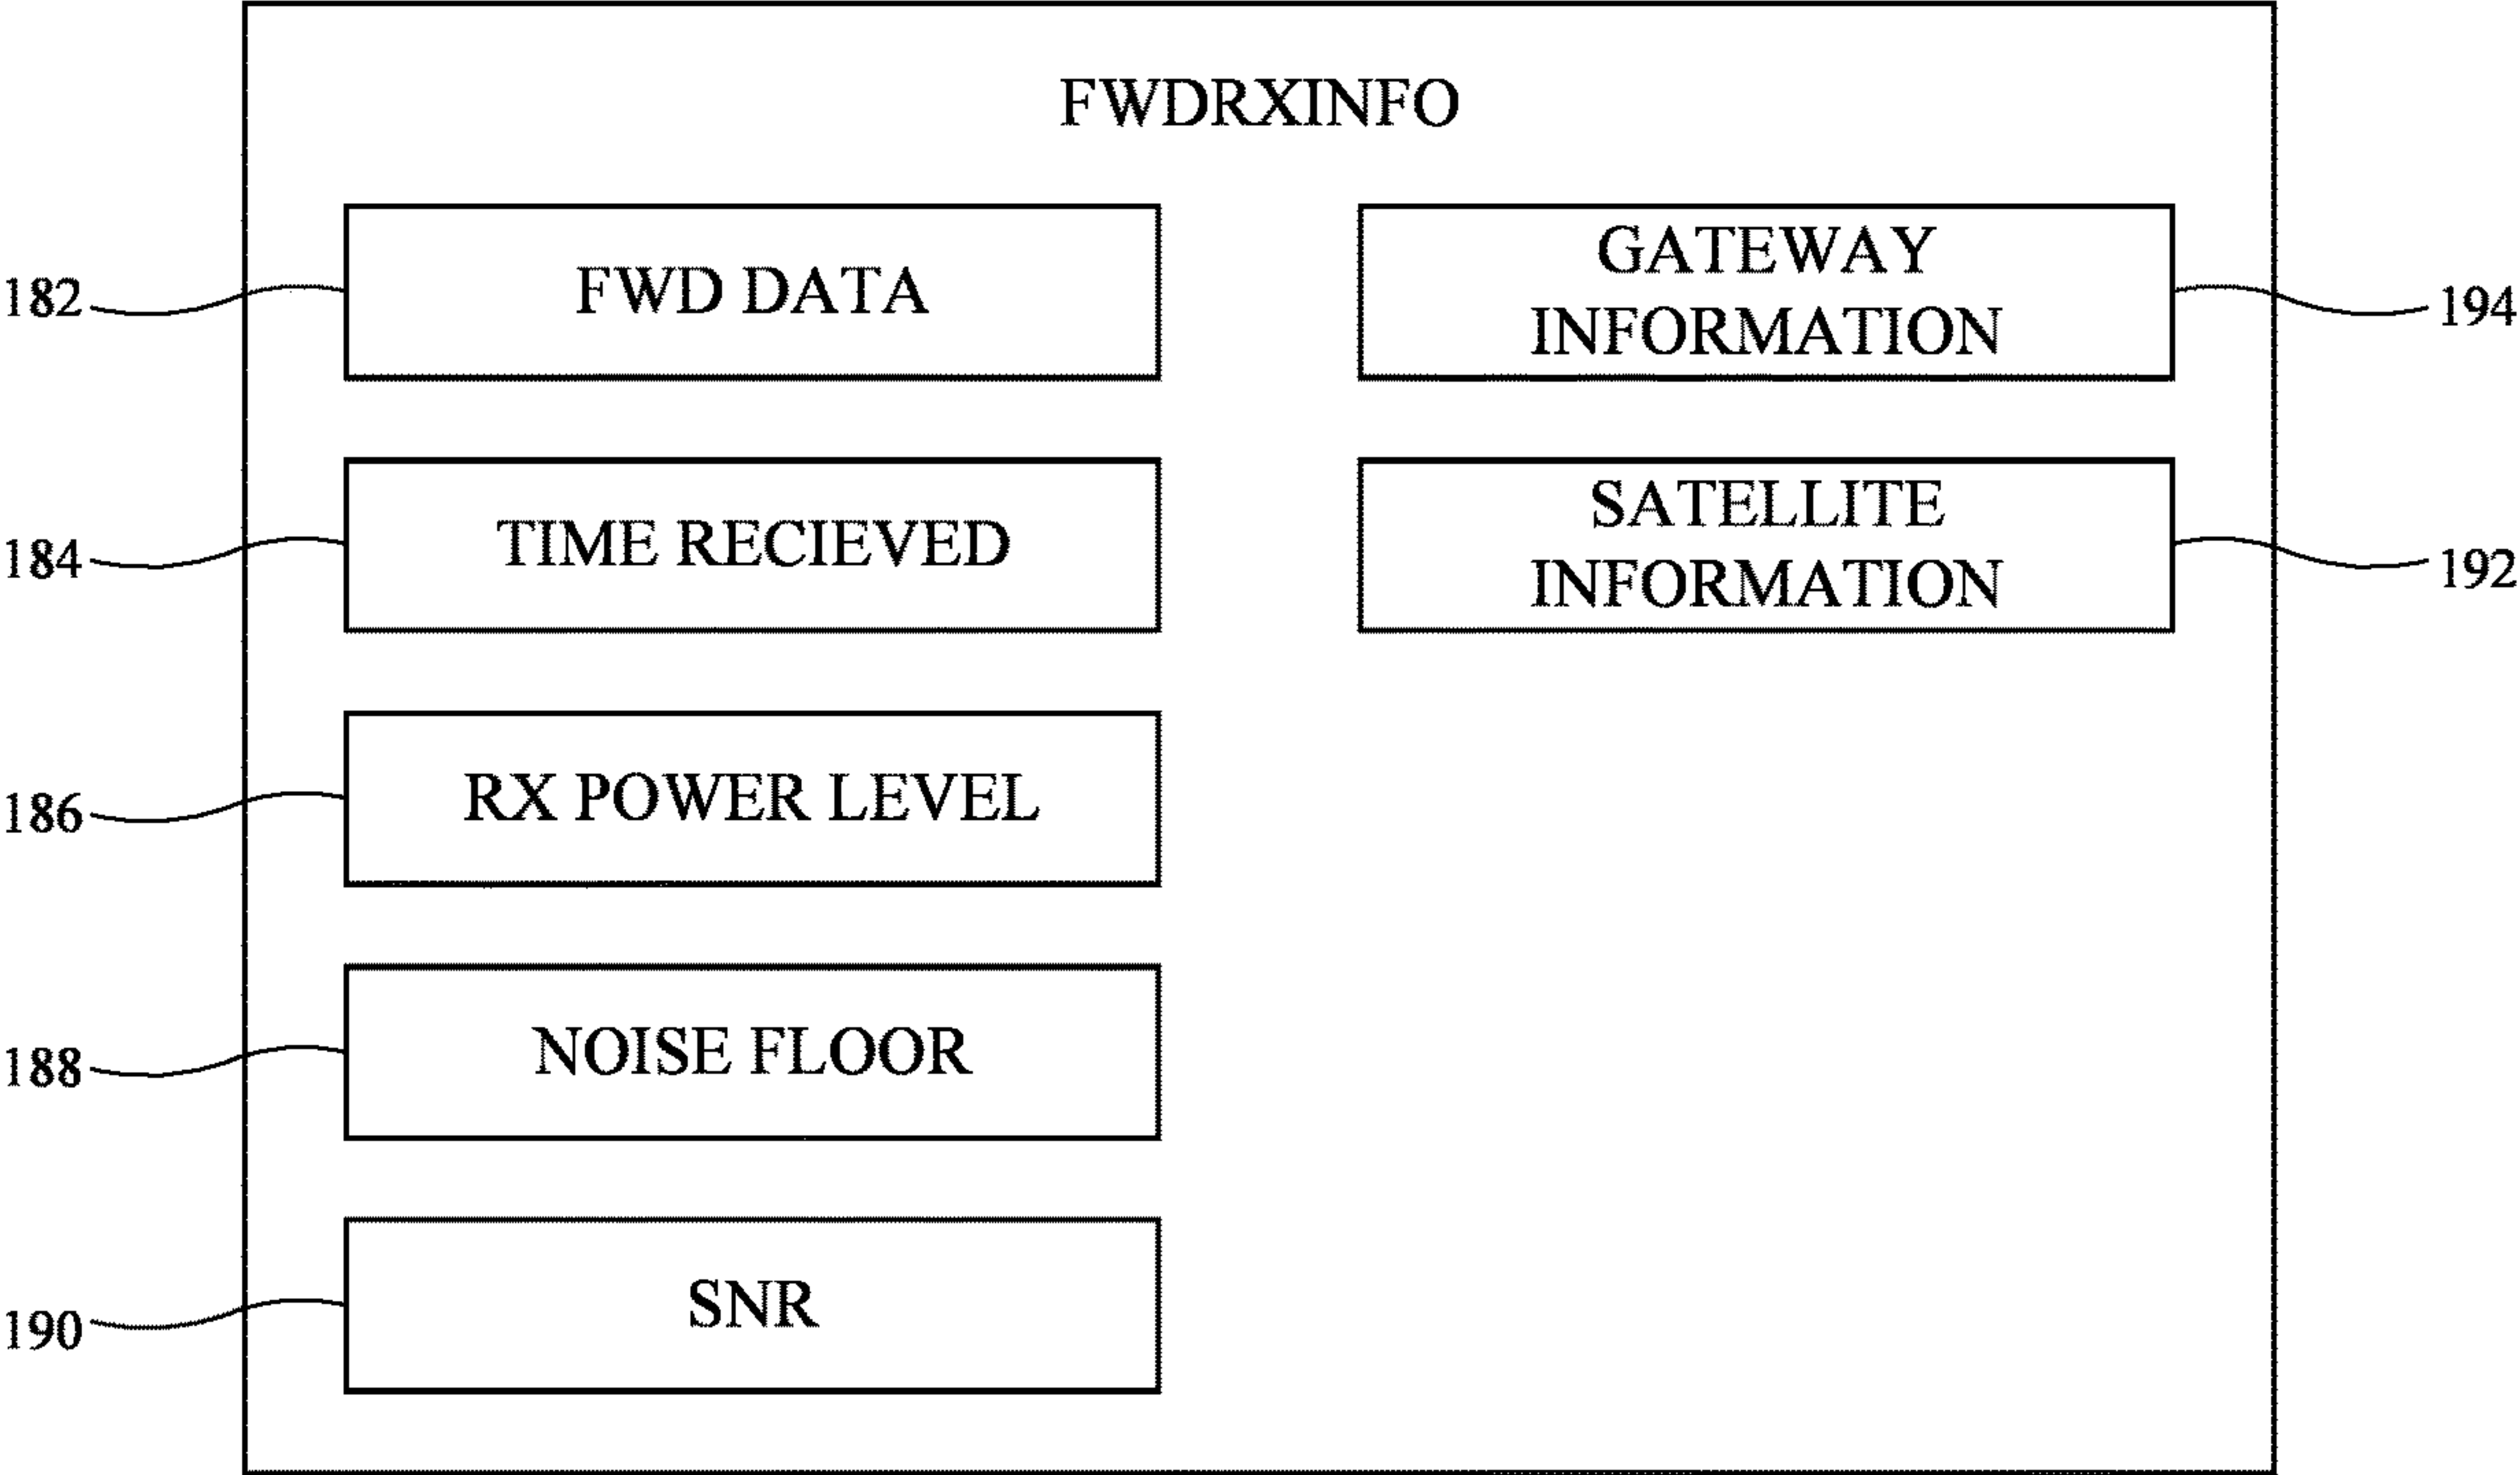 FWDRXINFO
182
FWD DATA
GATEWAY
INFORMATION
194
184
TIME RECIEVED
SATELLITE
INFORMATION
192
186
RX POWER LEVEL
188
NOISE FLOOR
190
SNR